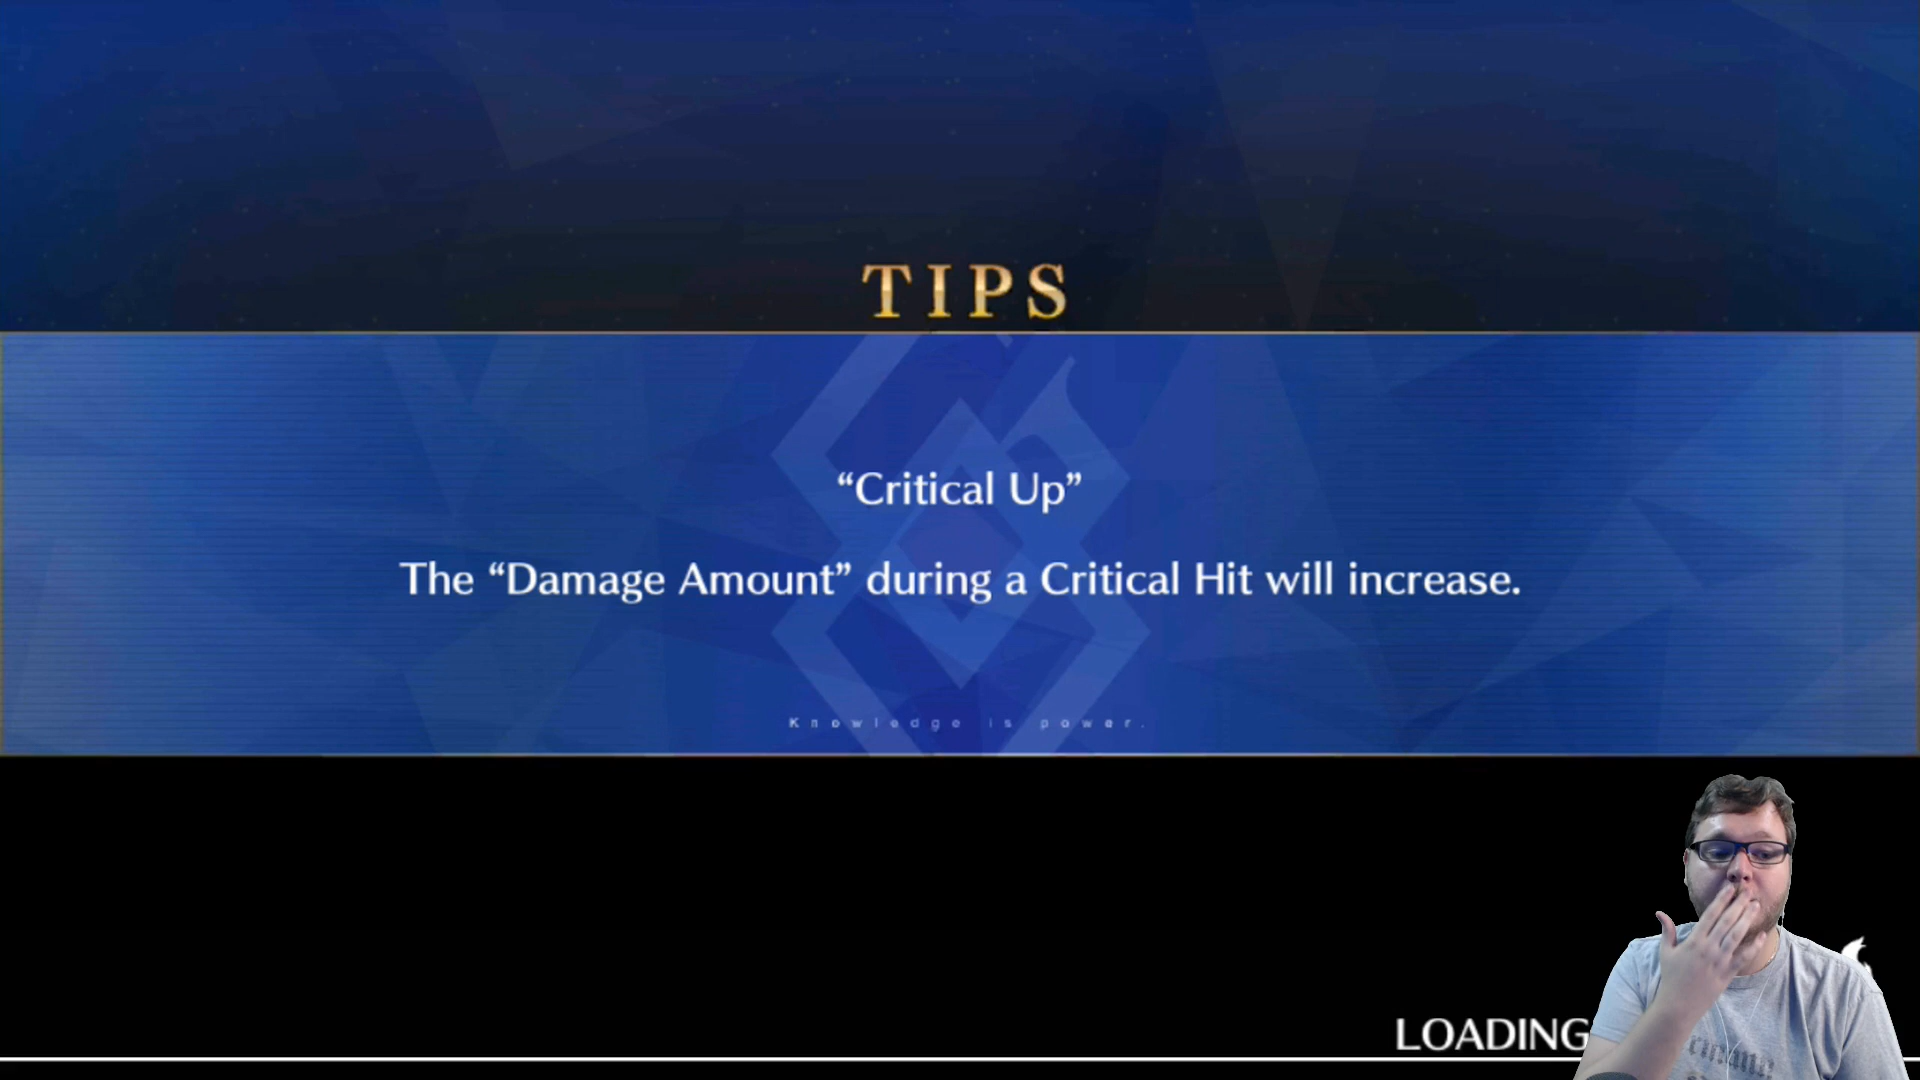 TIPS
“Critical Up”
The “Damage Amount” during a Critical Hit will increase.
Knowledge is power.
LOADING